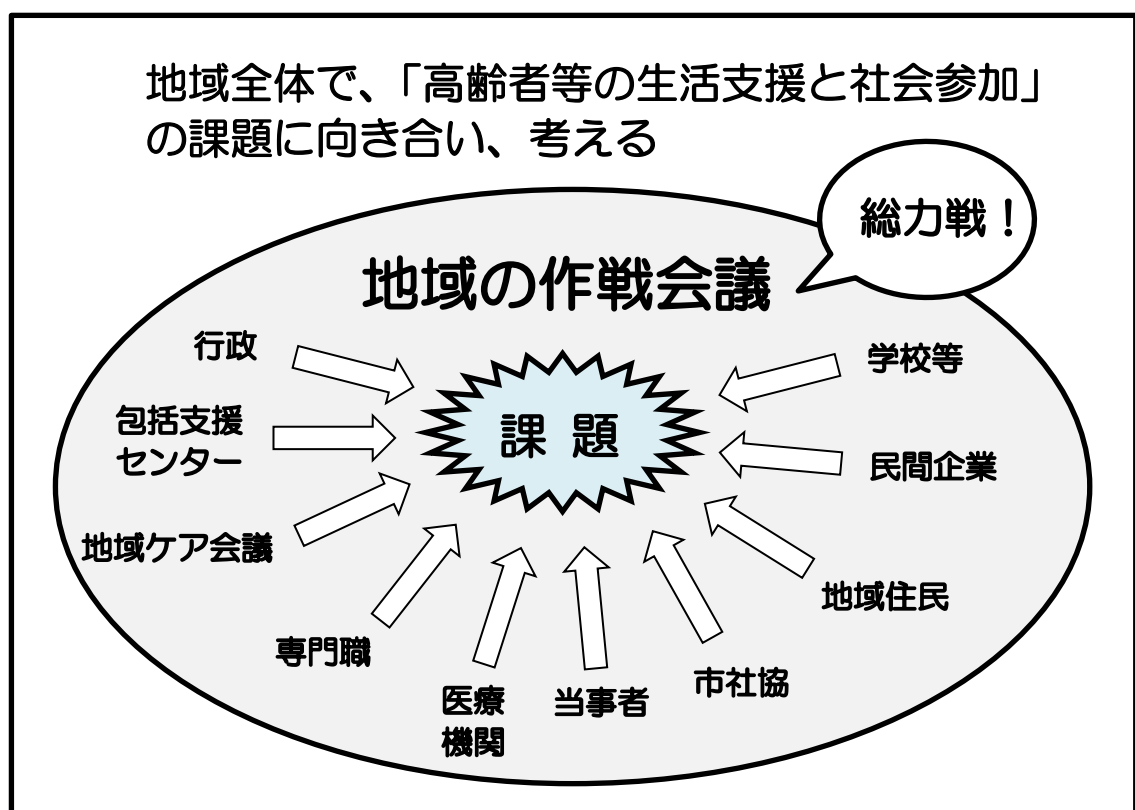 地域全体で、「高齢者等の生活支援と社会参加」
の課題に向き合い、考える
総力戦！
地域の作戦会議
行政
包括支援
センター
地域ケア会議
専門職
医療
機関
当事者
市社協
地域住民
民間企業
学校等
課 題